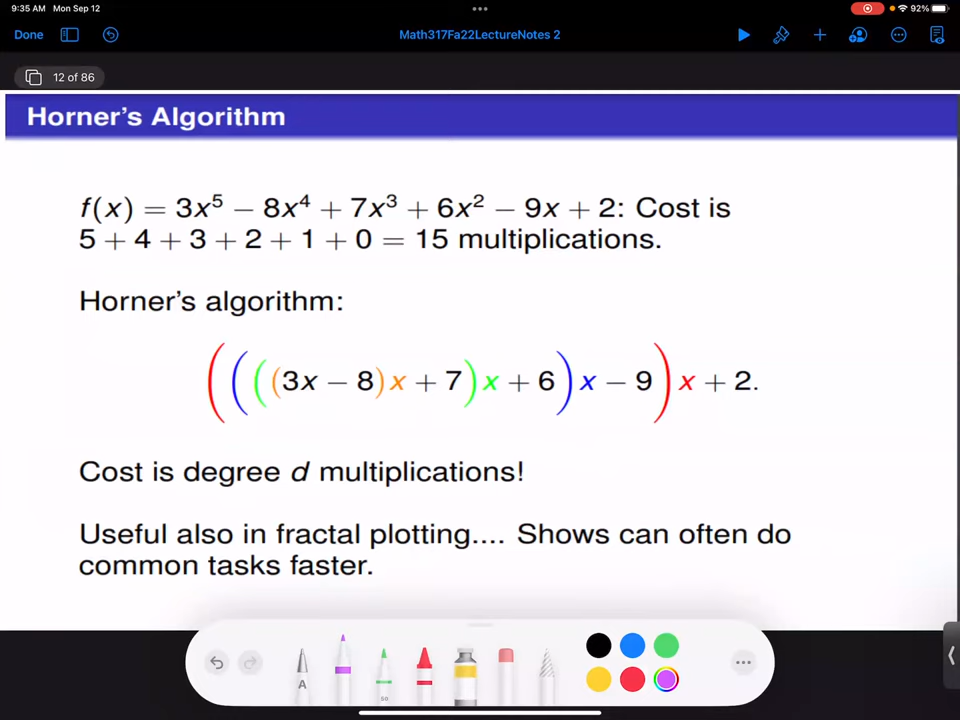 9:35 AM Mon Sep 12
92%
Done
Math317Fa22LectureNotes 2
12 of 86
Horner's Algorithm
f(x) = 3x⁵ − 8x⁴ + 7x³ + 6x² − 9x + 2: Cost is
5 + 4 + 3 + 2 + 1 + 0 = 15 multiplications.
Horner's algorithm:
((((3x − 8)x + 7)x + 6)x − 9)x + 2.
Cost is degree d multiplications!
Useful also in fractal plotting.... Shows can often do
common tasks faster.
A
50